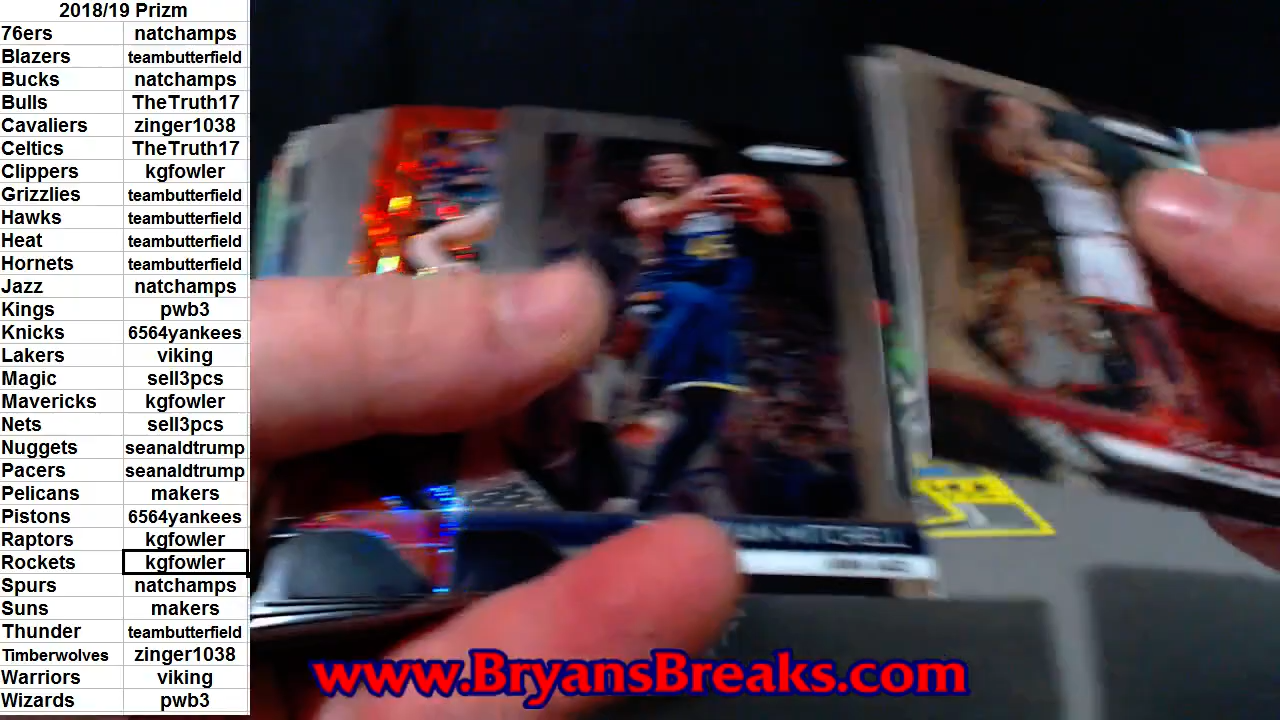 2018/19 Prizm
76ers natchamps
Blazers teambutterfield
Bucks natchamps
Bulls TheTruth17
Cavaliers zinger1038
Celtics TheTruth17
Clippers kgfowler
Grizzlies teambutterfield
Hawks teambutterfield
Heat teambutterfield
Hornets teambutterfield
Jazz natchamps
Kings pwb3
Knicks 6564yankees
Lakers viking
Magic sell3pcs
Mavericks kgfowler
Nets sell3pcs
Nuggets seanaldtrump
Pacers seanaldtrump
Pelicans makers
Pistons 6564yankees
Raptors kgfowler
Rockets kgfowler
Spurs natchamps
Suns makers
Thunder teambutterfield
Timberwolves zinger1038
Warriors viking
Wizards pwb3
MITCHELL
www.BryansBreaks.com